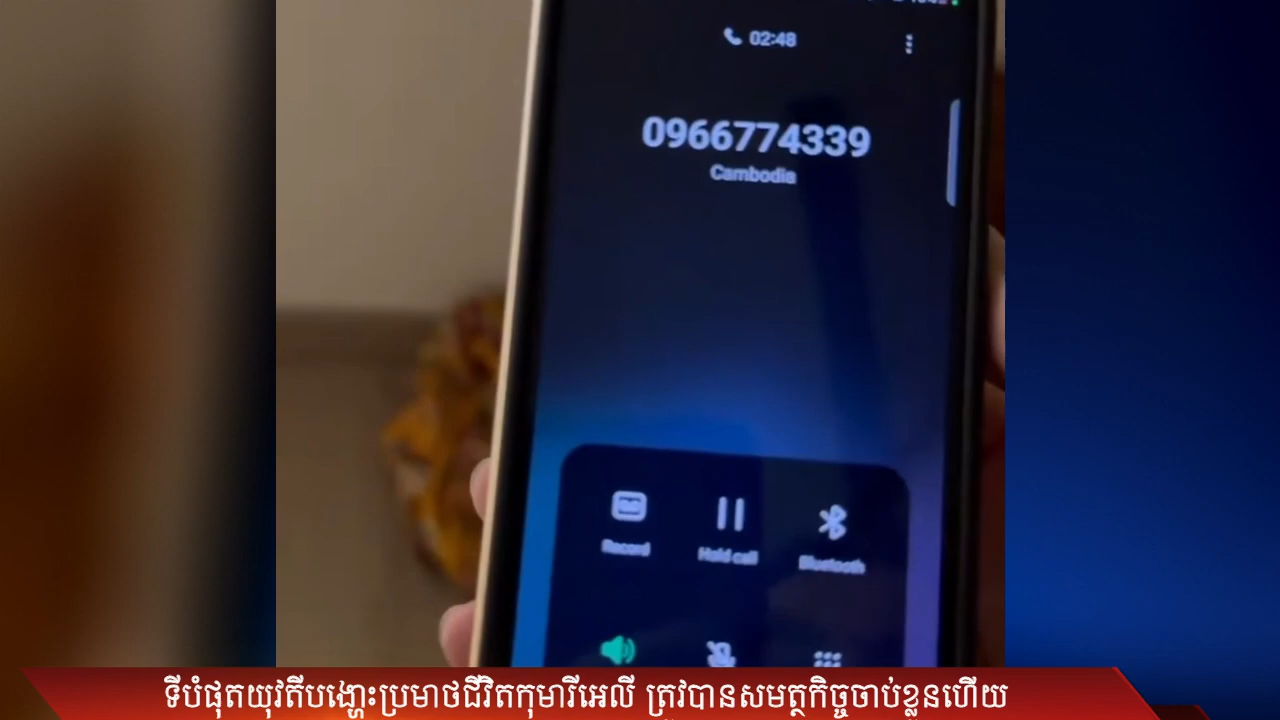 02:48
0966774339
Cambodia
Record
Hold call
Bluetooth
ទីបំផុតយុវតីបង្ហោះប្រមាថជីវិតកុមារីអេលី ត្រូវបានសមត្ថកិច្ចចាប់ខ្លួនហើយ